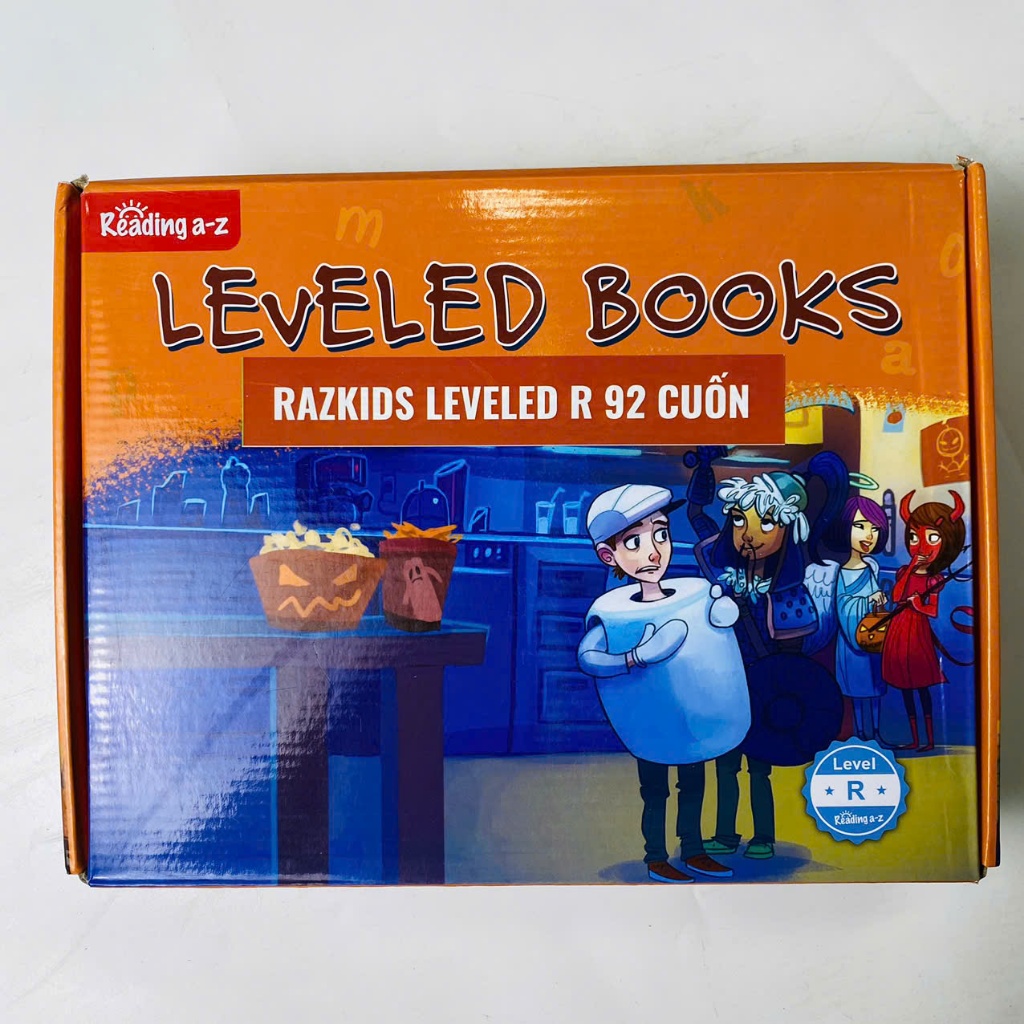 Reading a-z
LEVELED BOOKS
RAZKIDS LEVELED R 92 CUỐN
Level
R
Reading a-z